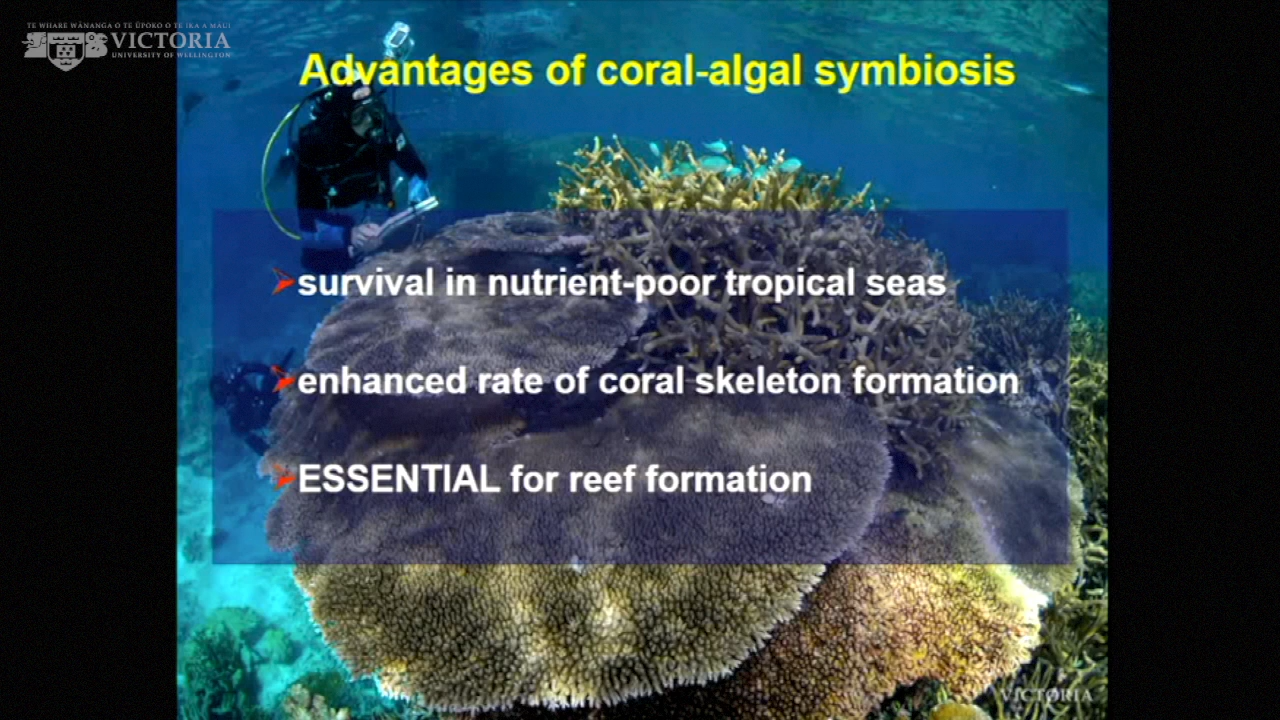 TE WHARE WĀNANGA O TE ŪPOKO O TE IKA A MĀUI
VICTORIA
UNIVERSITY OF WELLINGTON
Advantages of coral-algal symbiosis
survival in nutrient-poor tropical seas
enhanced rate of coral skeleton formation
ESSENTIAL for reef formation
VICTORIA